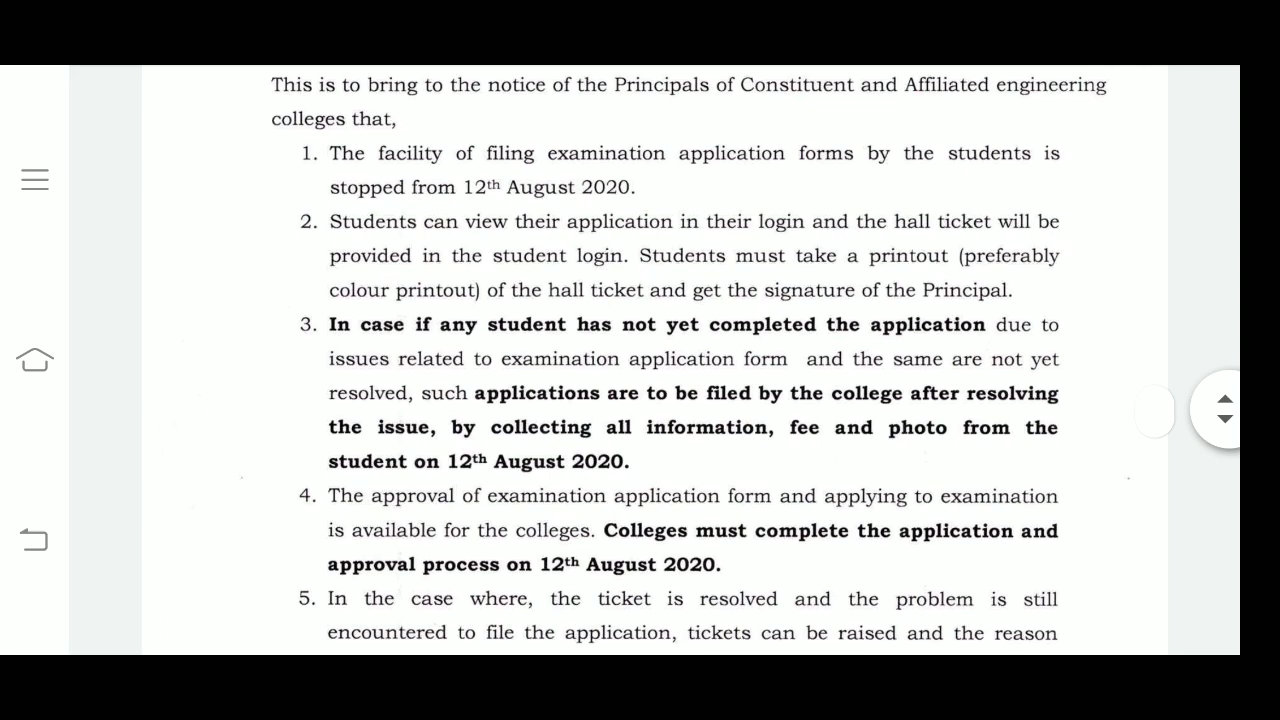 This is to bring to the notice of the Principals of Constituent and Affiliated engineering
colleges that,
1. The facility of filing examination application forms by the students is
stopped from 12th August 2020.
2. Students can view their application in their login and the hall ticket will be
provided in the student login. Students must take a printout (preferably
colour printout) of the hall ticket and get the signature of the Principal.
3. In case if any student has not yet completed the application due to
issues related to examination application form and the same are not yet
resolved, such applications are to be filed by the college after resolving
the issue, by collecting all information, fee and photo from the
student on 12th August 2020.
4. The approval of examination application form and applying to examination
is available for the colleges. Colleges must complete the application and
approval process on 12th August 2020.
5. In the case where, the ticket is resolved and the problem is still
encountered to file the application, tickets can be raised and the reason